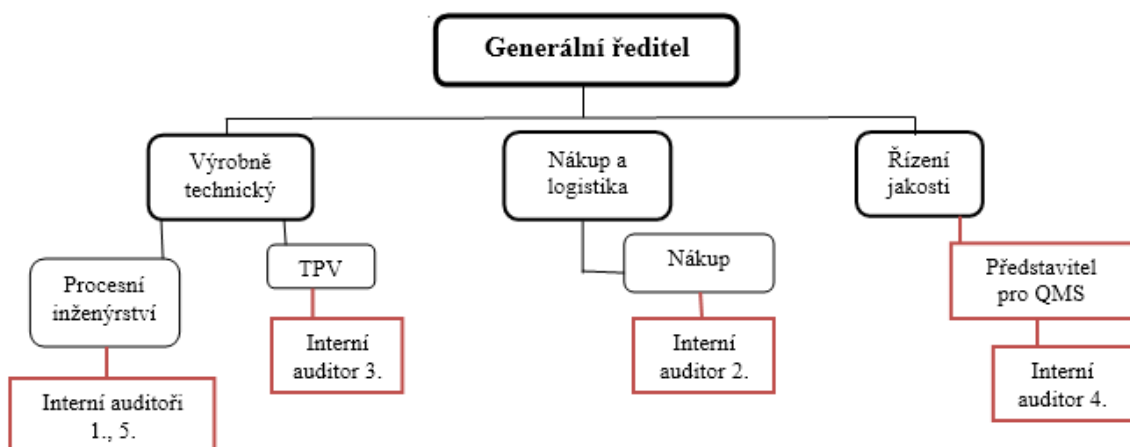 Generální ředitel
Výrobně
technický
Nákup a
logistika
Řízení
jakosti
Procesní
inženýrství
TPV
Nákup
Představitel
pro QMS
Interní auditoři
1., 5.
Interní
auditor 3.
Interní
auditor 2.
Interní
auditor 4.